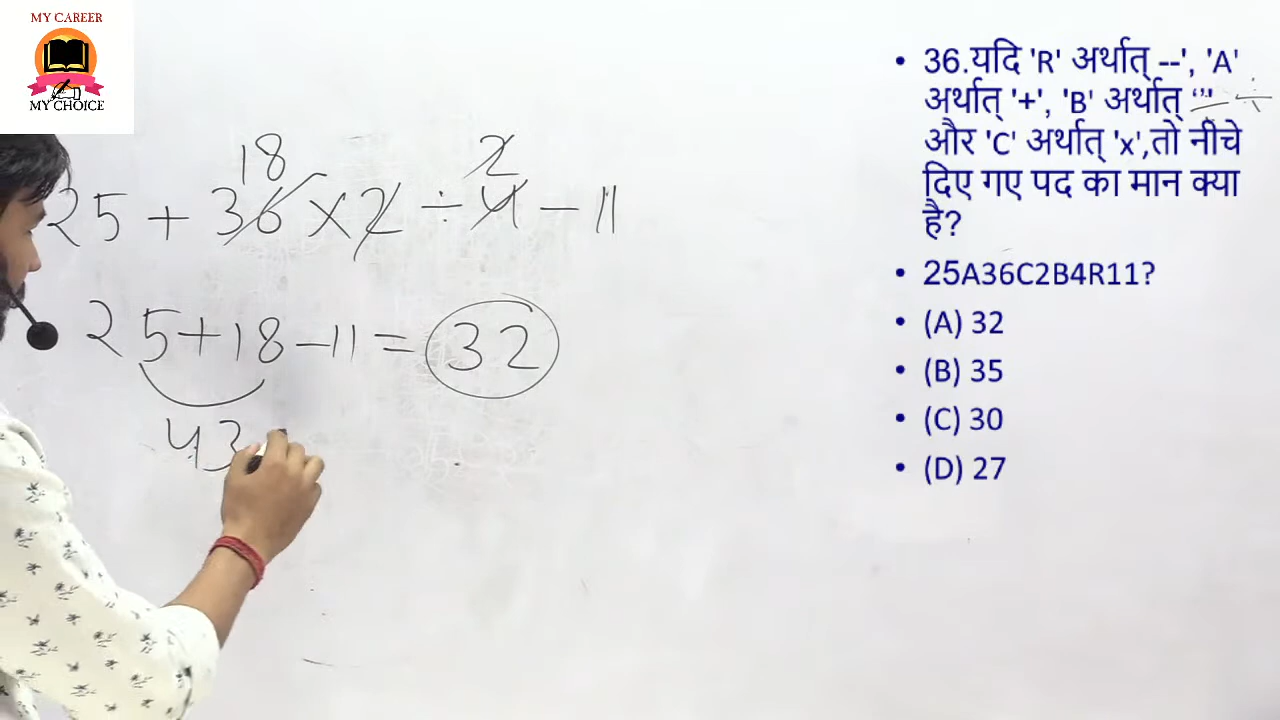 MY CAREER
MY CHOICE
18 2
25 + 36 × 2 ÷ 4 - 11
25 + 18 - 11 = 32
43
• 36.यदि 'R' अर्थात् --', 'A'
अर्थात् '+', 'B' अर्थात् ‘’' ÷
और 'C' अर्थात् 'x',तो नीचे
दिए गए पद का मान क्या
है?
• 25A36C2B4R11?
• (A) 32
• (B) 35
• (C) 30
• (D) 27